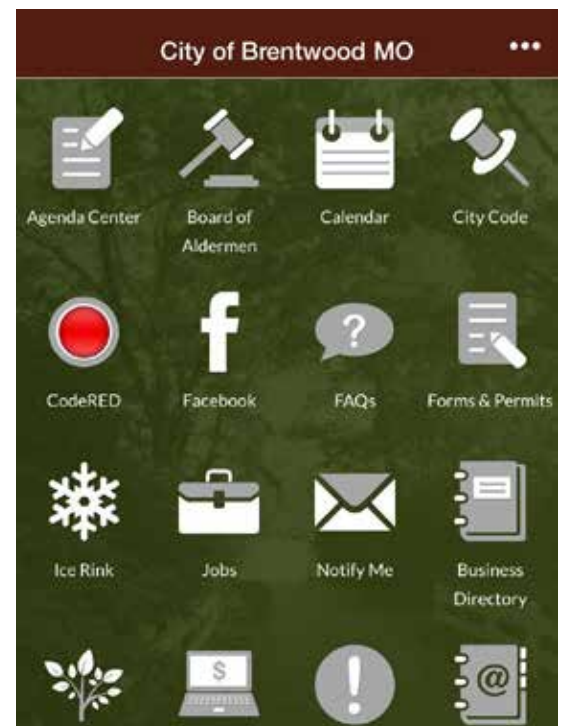 City of Brentwood MO
Agenda Center
Board of
Aldermen
Calendar
City Code
CodeRED
f
Facebook
?
FAQs
Forms & Permits
Ice Rink
Jobs
Notify Me
Business
Directory
$
!
@